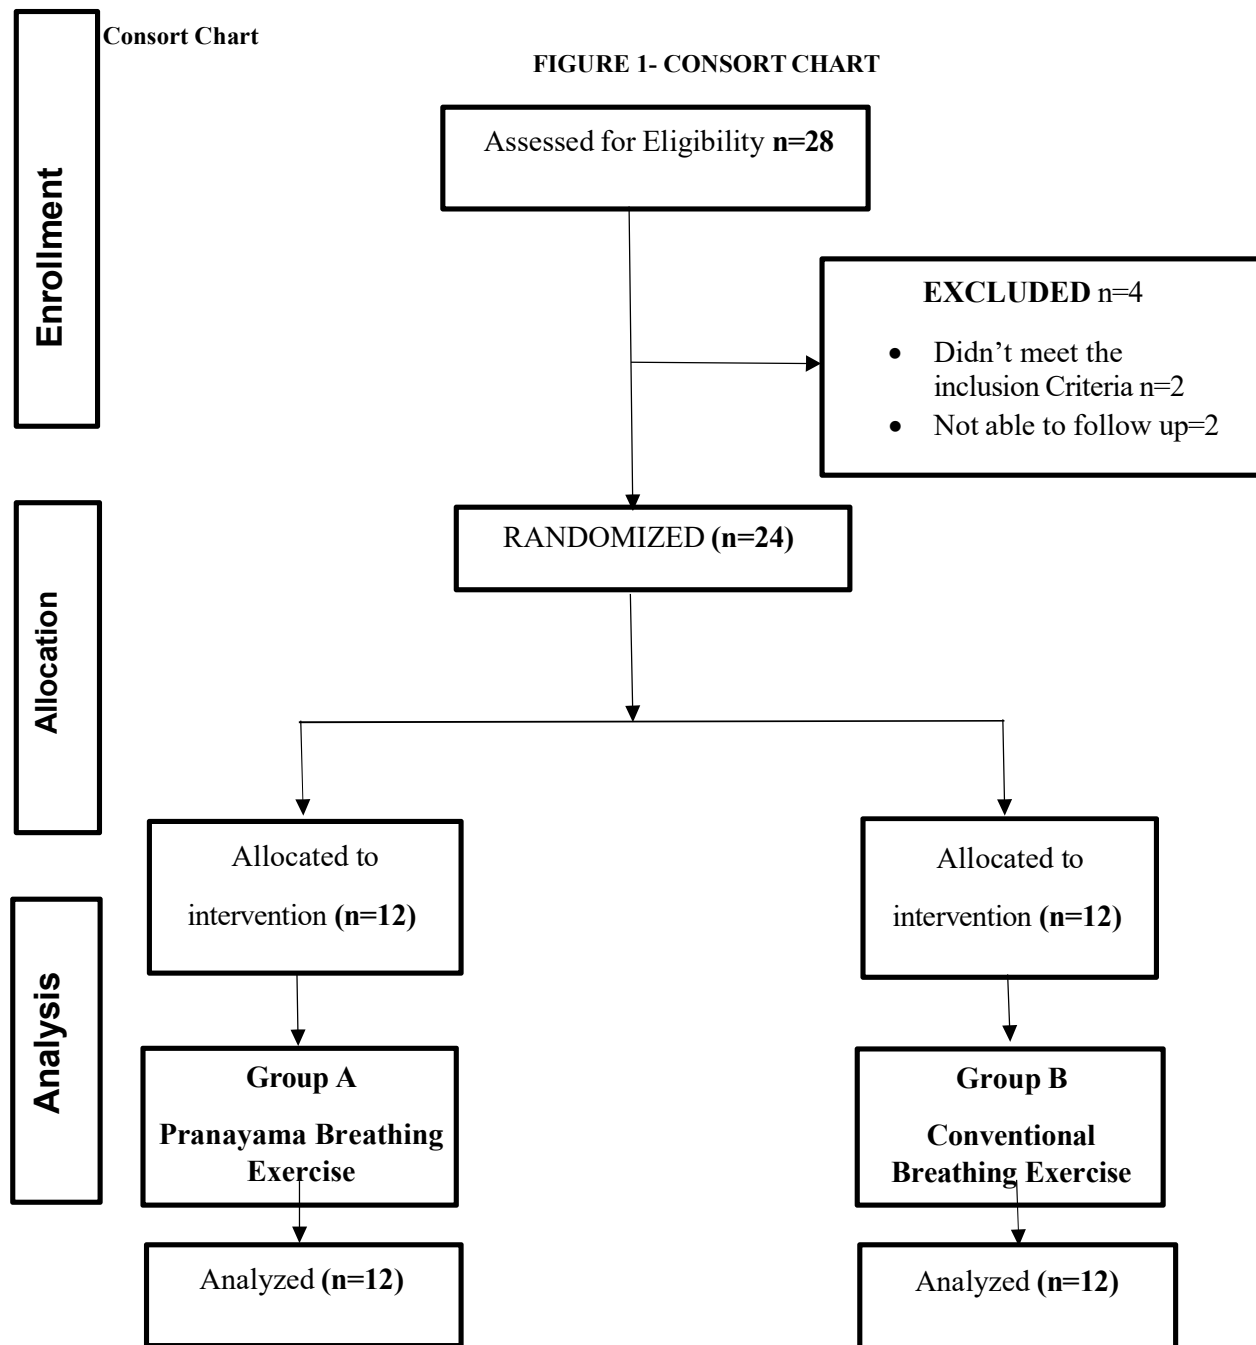 Consort Chart
FIGURE 1- CONSORT CHART
Enrollment
Assessed for Eligibility n=28
EXCLUDED n=4
• Didn’t meet the
inclusion Criteria n=2
• Not able to follow up=2
Allocation
RANDOMIZED (n=24)
Allocated to
intervention (n=12)
Allocated to
intervention (n=12)
Analysis
Group A
Pranayama Breathing
Exercise
Group B
Conventional
Breathing Exercise
Analyzed (n=12)
Analyzed (n=12)